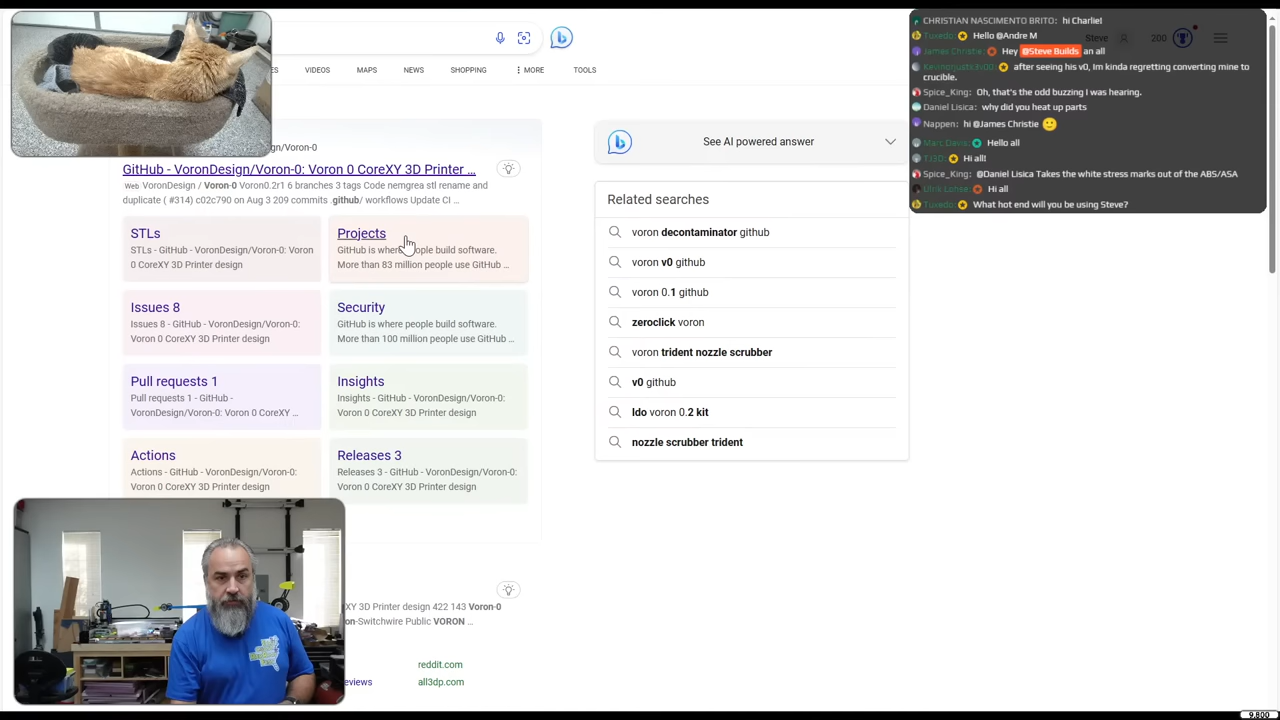 ES
VIDEOS
MAPS
NEWS
SHOPPING
MORE
TOOLS
/Voron-0
GitHub - VoronDesign/Voron-0: Voron 0 CoreXY 3D Printer …
Web VoronDesign / Voron-0 Voron0.2r1 6 branches 3 tags Code nemgrea stl rename and
duplicate ( #314) c02c790 on Aug 3 209 commits .github/ workflows Update CI …
STLs
STLs - GitHub - VoronDesign/Voron-0: Voron
0 CoreXY 3D Printer design
Projects
GitHub is where people build software.
More than 83 million people use GitHub …
Issues 8
Issues 8 - GitHub - VoronDesign/Voron-0:
Voron 0 CoreXY 3D Printer design
Security
GitHub is where people build software.
More than 100 million people use GitHub …
Pull requests 1
Pull requests 1 - GitHub -
VoronDesign/Voron-0: Voron 0 CoreXY …
Insights
Insights - GitHub - VoronDesign/Voron-0:
Voron 0 CoreXY 3D Printer design
Actions
Actions - GitHub - VoronDesign/Voron-0:
Voron 0 CoreXY 3D Printer design
Releases 3
Releases 3 - GitHub - VoronDesign/Voron-0:
Voron 0 CoreXY 3D Printer design
XY 3D Printer design 422 143 Voron-0
on-Switchwire Public VORON …
reddit.com
eviews
all3dp.com
See AI powered answer
Related searches
voron decontaminator github
voron v0 github
voron 0.1 github
zeroclick voron
voron trident nozzle scrubber
v0 github
ldo voron 0.2 kit
nozzle scrubber trident
CHRISTIAN NASCIMENTO BRITO: hi Charlie!
Tuxedo: Hello @Andre M
James Christie: Hey @Steve Builds an all
Steve
200
after seeing his v0, Im kinda regretting converting mine to
crucible.
Spice_King: Oh, that's the odd buzzing I was hearing.
Daniel Lisica: why did you heat up parts
Nappen: hi @James Christie
Marc Davis: Hello all
TJ3D: Hi all!
Spice_King: @Daniel Lisica Takes the white stress marks out of the ABS/ASA
Ulrik Lohse: Hi all
Tuxedo: What hot end will you be using Steve?
9,800